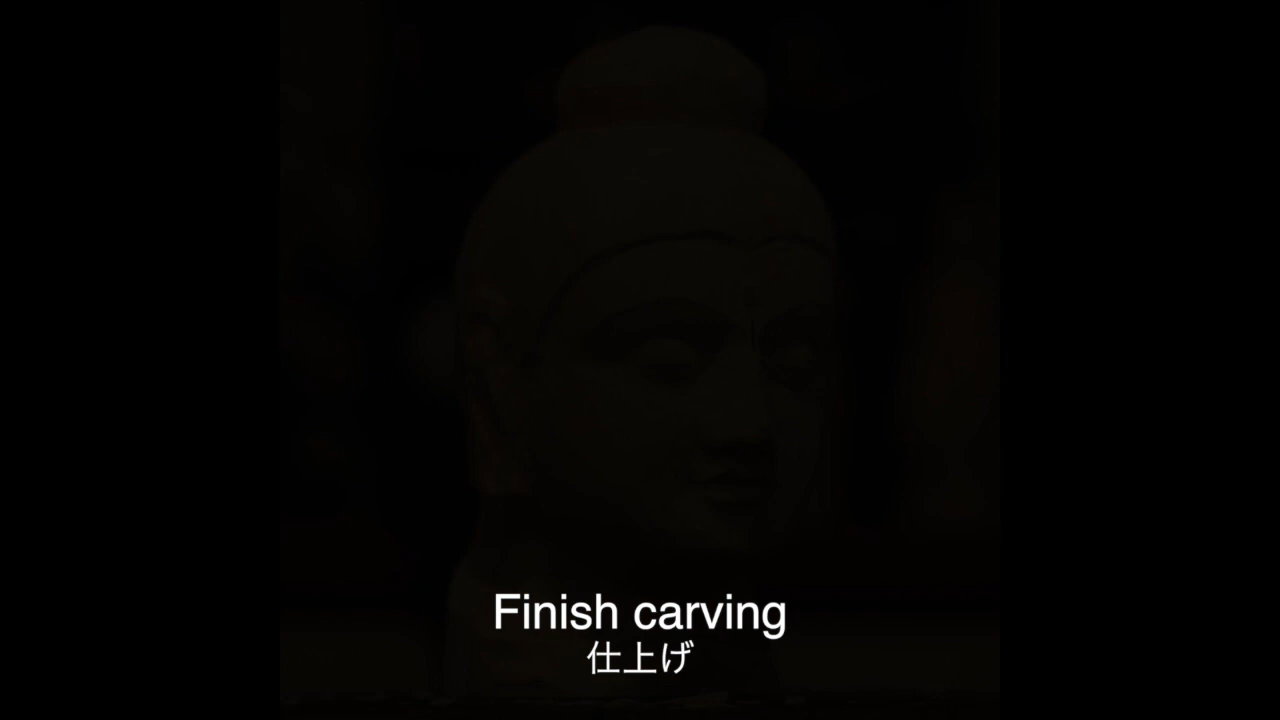 Finish carving
仕上げ